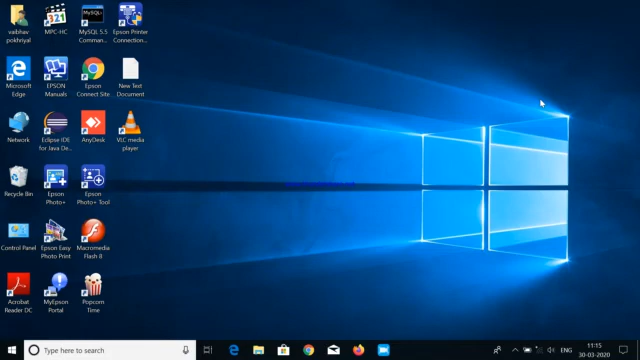 vaibhav
pokhriyal
MPC-HC
MySQL 5.5
Comman...
Epson Printer
Connection...
Microsoft
Edge
EPSON
Manuals
Epson
Connect Site
New Text
Document
Network
Eclipse IDE
for Java De...
AnyDesk
VLC media
player
Recycle Bin
Epson
Photo+
Epson
Photo+ Tool
Control Panel
Epson Easy
Photo Print
Macromedia
Flash 8
Acrobat
Reader DC
MyEpson
Portal
Popcorn
Time
Type here to search
ENG
11:15
30-03-2020